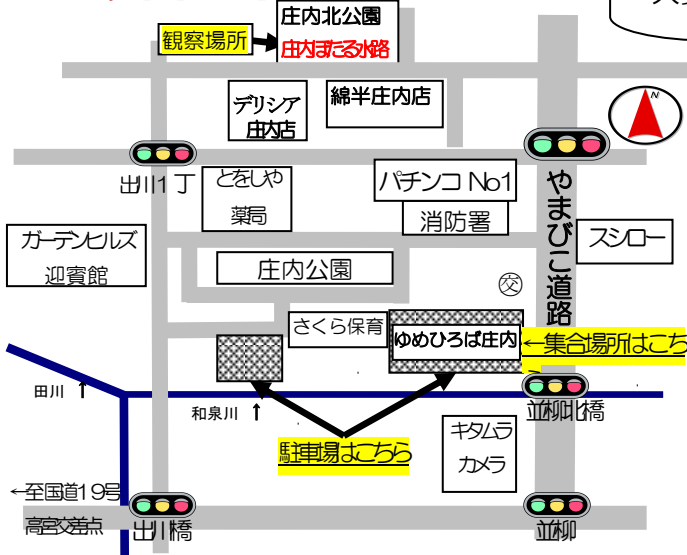 庄内北公園
庄内ほたる水路
観察場所
デリシア
庄内店
綿半庄内店
N
出川1丁
とをしや
薬局
パチンコ No1
消防署
やまびこ道路
スシロー
ガーデンヒルズ
迎賓館
庄内公園
交
さくら保育
ゆめひろば庄内
←集合場所はこち
田川 ↑
和泉川 ↑
並柳北橋
駐車場はこちら
キタムラ
カメラ
←至国道19号
高宮交差点
出川橋
並柳